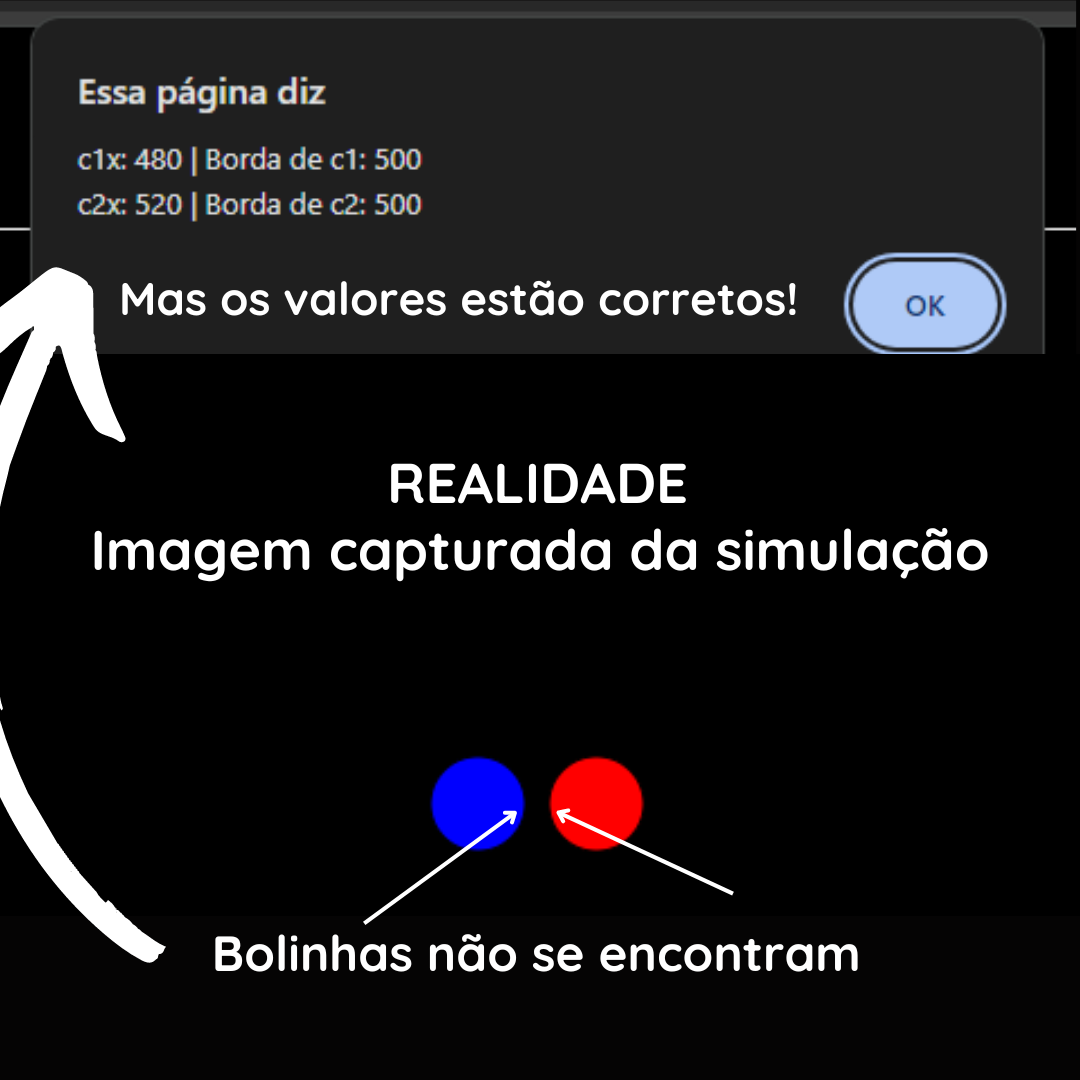 Essa página diz
c1x: 480 | Borda de c1: 500
c2x: 520 | Borda de c2: 500
Mas os valores estão corretos!
OK
REALIDADE
Imagem capturada da simulação
Bolinhas não se encontram